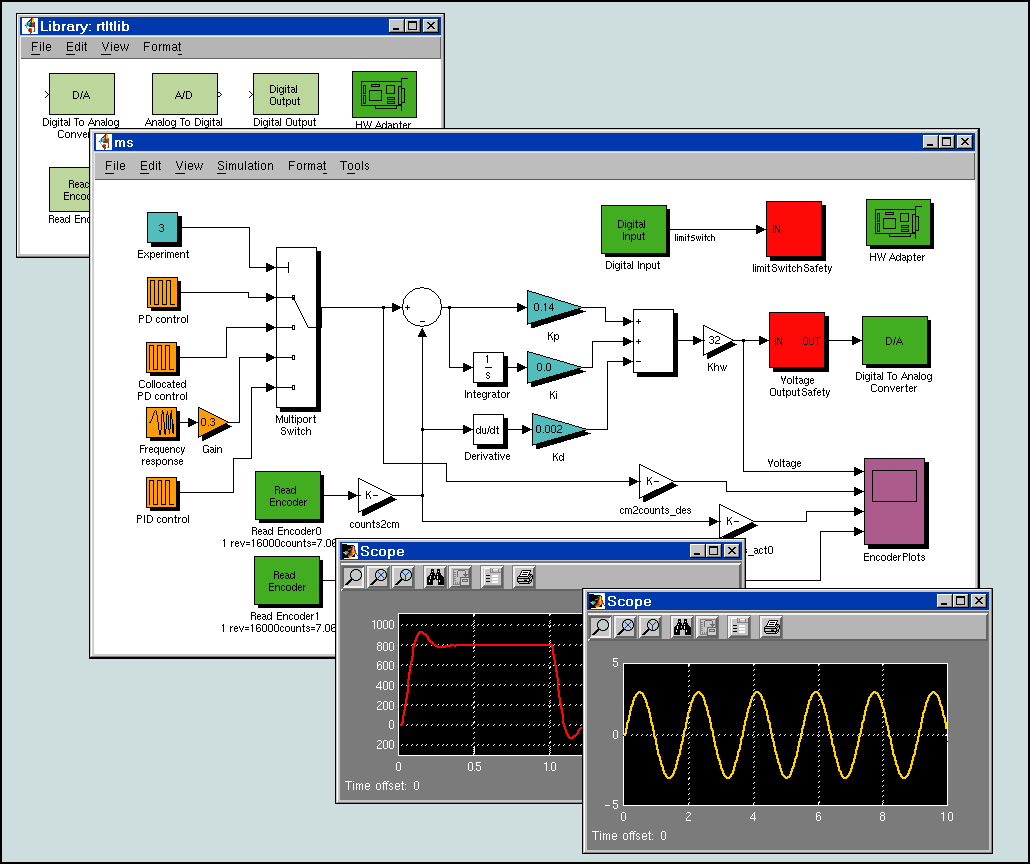 Library: rtltlib
File Edit View Format
D/A
A/D
Digital
Output
Digital To Analog
Analog To Digital
Digital Output
HW Adapter
ms
File Edit View Simulation Format Tools
3
Experiment
PD control
Collocated
PD control
Frequency
response
0.3
Gain
PID control
Multiport
Switch
Digital
Input
Digital Input
limitSwitch
IN
limitSwitchSafety
HW Adapter
+
−
0.14
Kp
1
s
Integrator
0.0
Ki
du/dt
Derivative
0.002
Kd
+
+
−
32
Khw
IN OUT
Voltage
OutputSafety
D/A
Digital To Analog
Converter
Voltage
Read
Encoder
Read Encoder0
1 rev=16000counts=7.06
K-
counts2cm
K-
cm2counts_des
K-
_act0
EncoderPlots
Read
Encoder
Read Encoder1
1 rev=16000counts=7.06
Scope
1000
800
600
400
200
0
200
0 0.5 1.0
Time offset: 0
Scope
5
0
−5
0 2 4 6 8 10
Time offset: 0